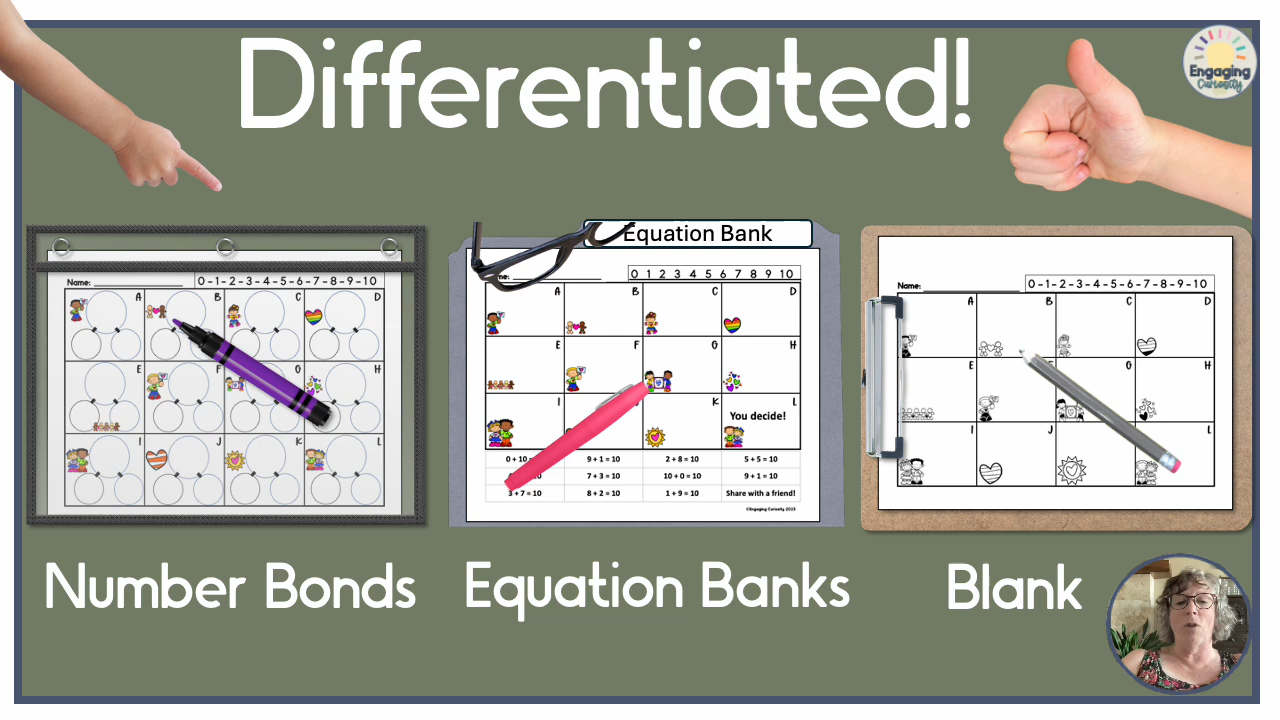 Differentiated!
Engaging
Curiosity
Name:
0 - 1 - 2 - 3 - 4 - 5 - 6 - 7 - 8 - 9 - 10
A B C D
E F G H
I J K L
Equation Bank
0 1 2 3 4 5 6 7 8 9 10
A B C D
E F G H
I K L
You decide!
0 + 10 = 9 + 1 = 10 2 + 8 = 10 5 + 5 = 10
= 10 7 + 3 = 10 10 + 0 = 10 9 + 1 = 10
3 + 7 = 10 8 + 2 = 10 1 + 9 = 10 Share with a friend!
©Engaging Curiosity 2023
Name:
0 - 1 - 2 - 3 - 4 - 5 - 6 - 7 - 8 - 9 - 10
A B C D
E G H
I J K L
Number Bonds
Equation Banks
Blank